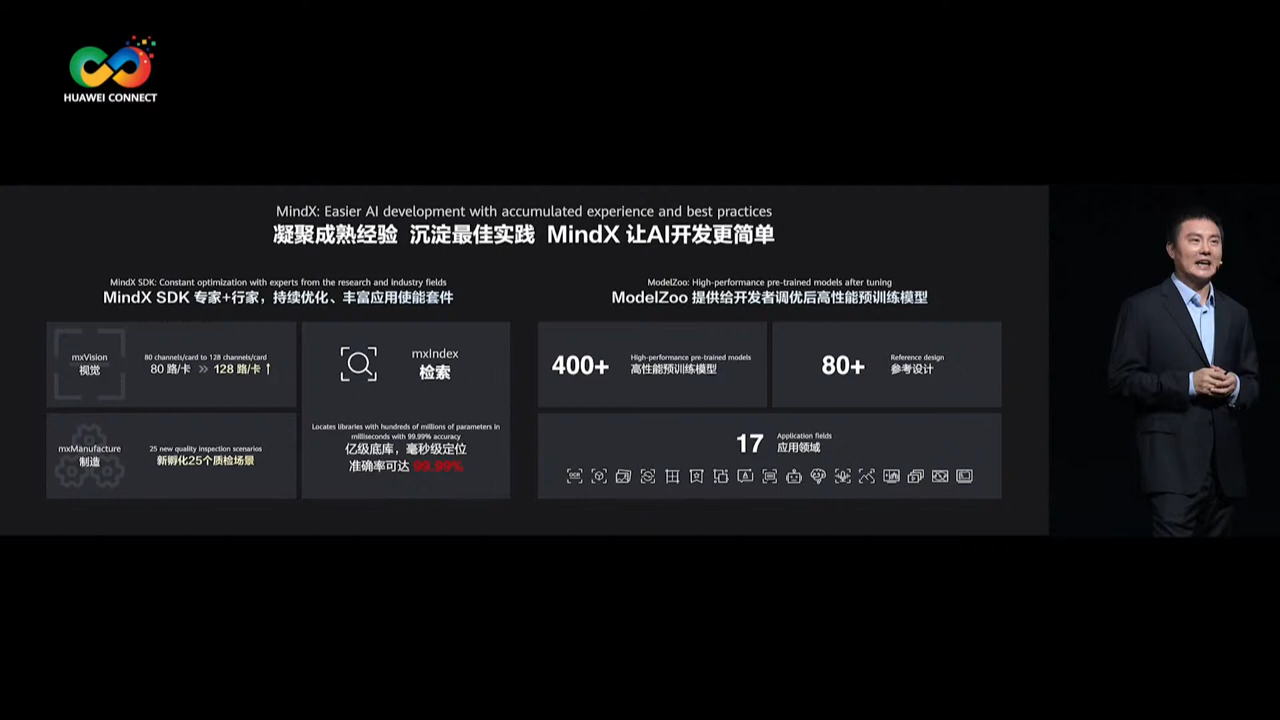 HUAWEI CONNECT
MindX: Easier AI development with accumulated experience and best practices
凝聚成熟经验 沉淀最佳实践 MindX 让AI开发更简单
MindX SDK: Constant optimization with experts from the research and industry fields
MindX SDK 专家+行家，持续优化、丰富应用使能套件
mxVision
视觉
80 channels/card to 128 channels/card
80 路/卡 >> 128 路/卡 ↑
mxManufacture
制造
25 new quality inspection scenarios
新孵化25个质检场景
mxIndex
检索
Locates libraries with hundreds of millions of parameters in
milliseconds with 99.99% accuracy
亿级底库，毫秒级定位
准确率可达 99.99%
ModelZoo: High-performance pre-trained models after tuning
ModelZoo 提供给开发者调优后高性能预训练模型
400+
High-performance pre-trained models
高性能预训练模型
80+
Reference design
参考设计
17
Application fields
应用领域
OCR